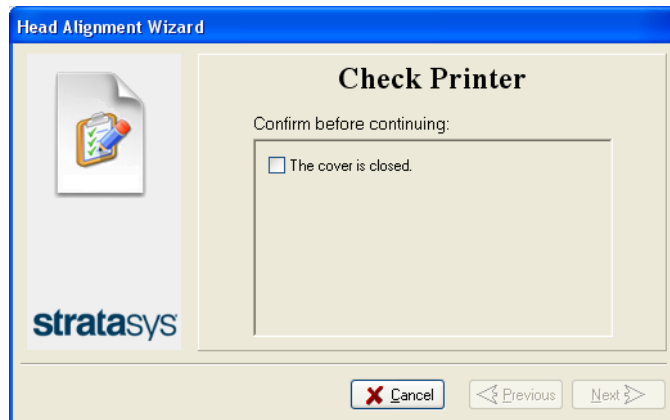 Head Alignment Wizard
Check Printer
Confirm before continuing:
The cover is closed.
stratasys
Cancel
Previous
Next